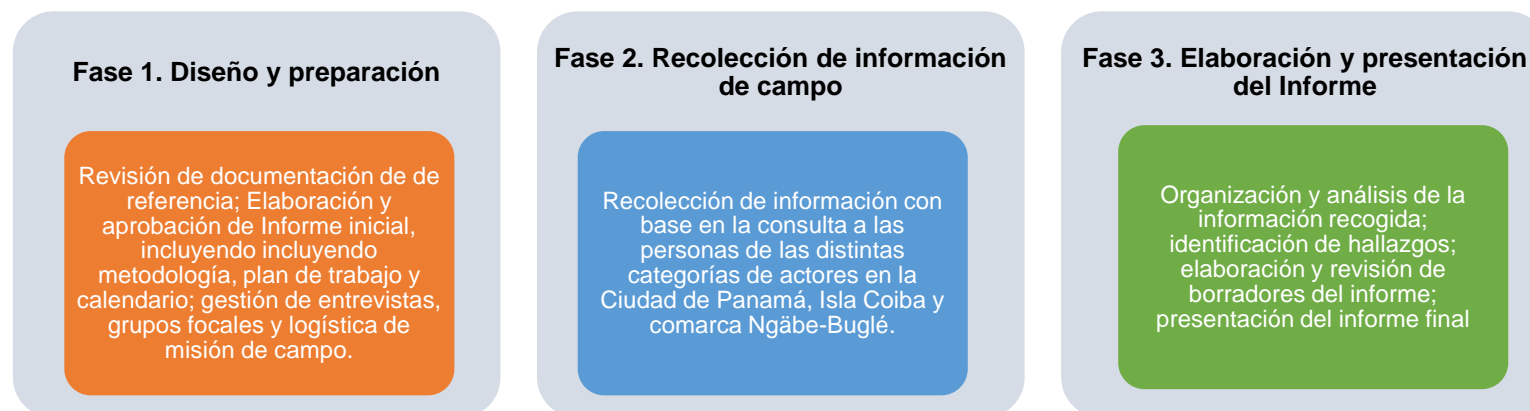 Fase 1. Diseño y preparación
Revisión de documentación de de
referencia; Elaboración y
aprobación de Informe inicial,
incluyendo incluyendo
metodología, plan de trabajo y
calendario; gestión de entrevistas,
grupos focales y logística de
misión de campo.
Fase 2. Recolección de información
de campo
Recolección de información con
base en la consulta a las
personas de las distintas
categorías de actores en la
Ciudad de Panamá, Isla Coiba y
comarca Ngäbe-Buglé.
Fase 3. Elaboración y presentación
del Informe
Organización y análisis de la
información recogida;
identificación de hallazgos;
elaboración y revisión de
borradores del informe;
presentación del informe final